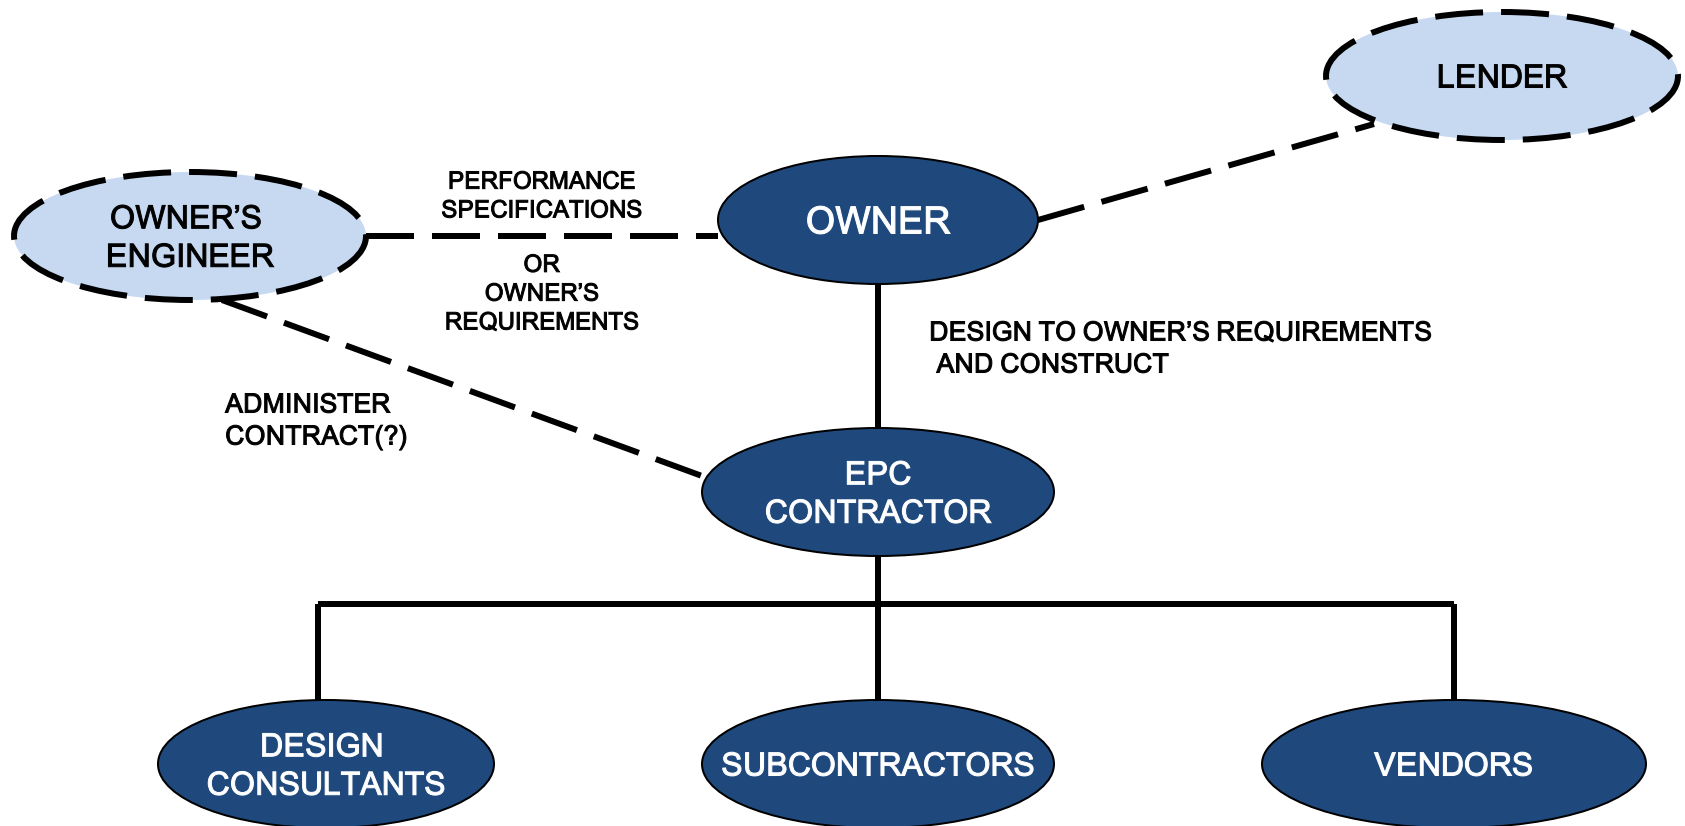 LENDER
OWNER’S
ENGINEER
PERFORMANCE
SPECIFICATIONS
OR
OWNER’S
REQUIREMENTS
OWNER
DESIGN TO OWNER’S REQUIREMENTS
AND CONSTRUCT
ADMINISTER
CONTRACT(?)
EPC
CONTRACTOR
DESIGN
CONSULTANTS
SUBCONTRACTORS
VENDORS